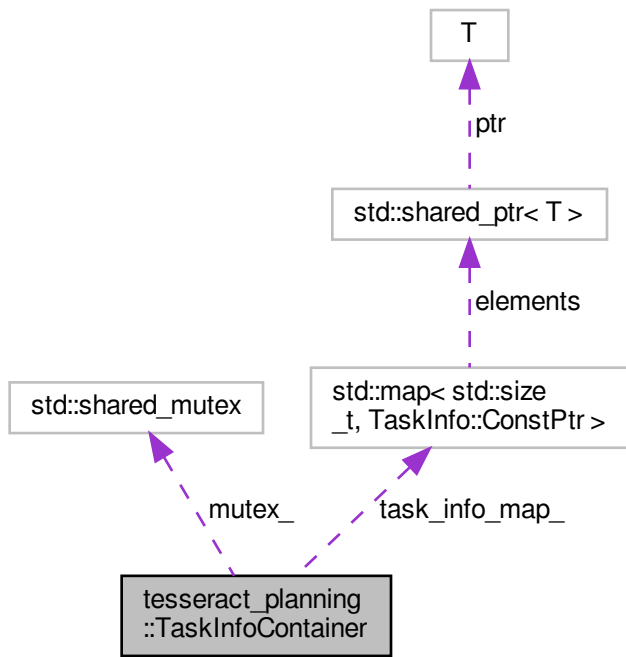 T
ptr
std::shared_ptr< T >
elements
std::shared_mutex
std::map< std::size
_t, TaskInfo::ConstPtr >
mutex_
task_info_map_
tesseract_planning
::TaskInfoContainer